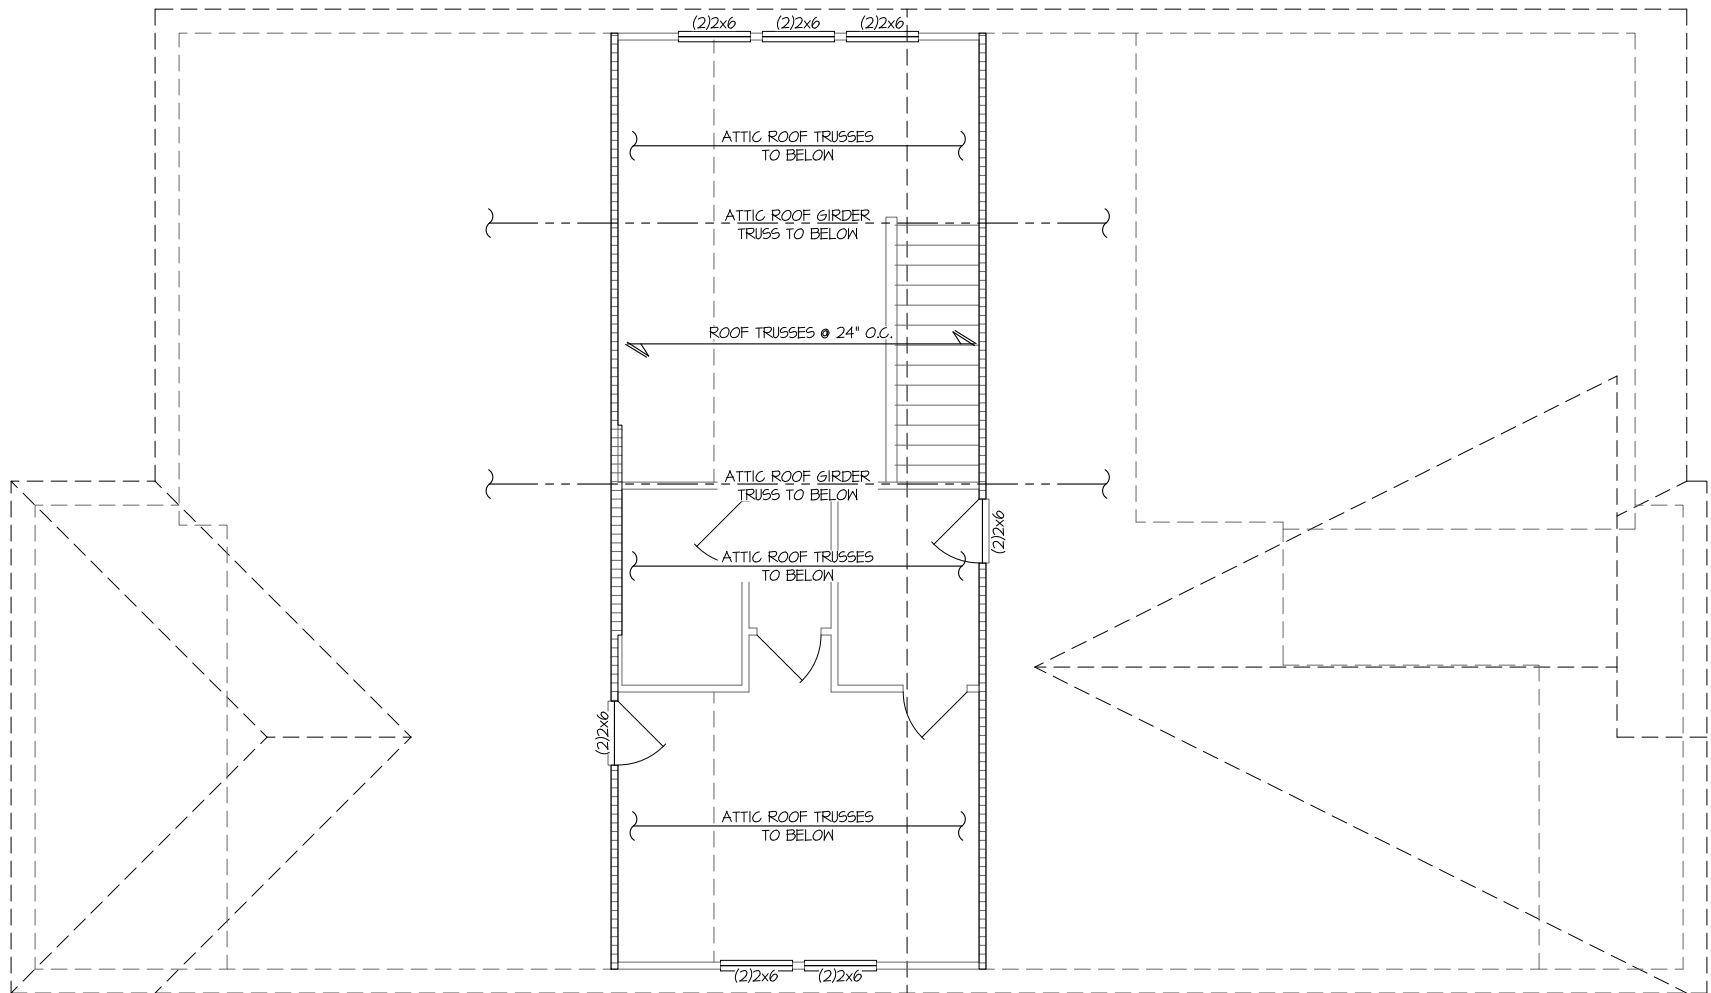 (2)2x6
(2)2x6
(2)2x6
ATTIC ROOF TRUSSES
TO BELOW
ATTIC ROOF GIRDER
TRUSS TO BELOW
ROOF TRUSSES @ 24" O.C.
ATTIC ROOF GIRDER
TRUSS TO BELOW
(2)2x6
ATTIC ROOF TRUSSES
TO BELOW
(2)2x6
ATTIC ROOF TRUSSES
TO BELOW
(2)2x6
(2)2x6